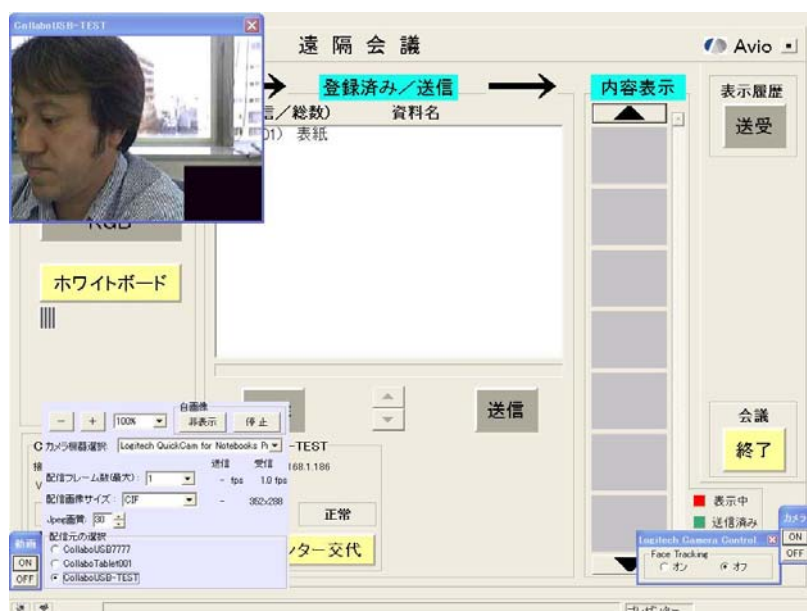 CollaboUSB-TEST
遠 隔 会 議
Avio
登録済み／送信
内容表示
表示履歴
／総数) 資料名
送受
01) 表紙
RGB
ホワイトボード
自画像
100%
非表示
停止
送信
会議
終了
カメラ機器選択:
Logitech QuickCam for Notebooks Pr
-TEST
送信 受信
168.1.186
配信フレーム数(最大):
1
- fps 1.0 fps
配信画像サイズ:
CIF
- 352x288
Jpeg画質:
30
正常
表示中
送信済み
配信元の選択
CollaboUSB7777
CollaboTablet001
CollaboUSB-TEST
ター交代
動画
ON
OFF
Logitech Camera Control
Face Tracking
オン
オフ
カメラ
ON
OFF